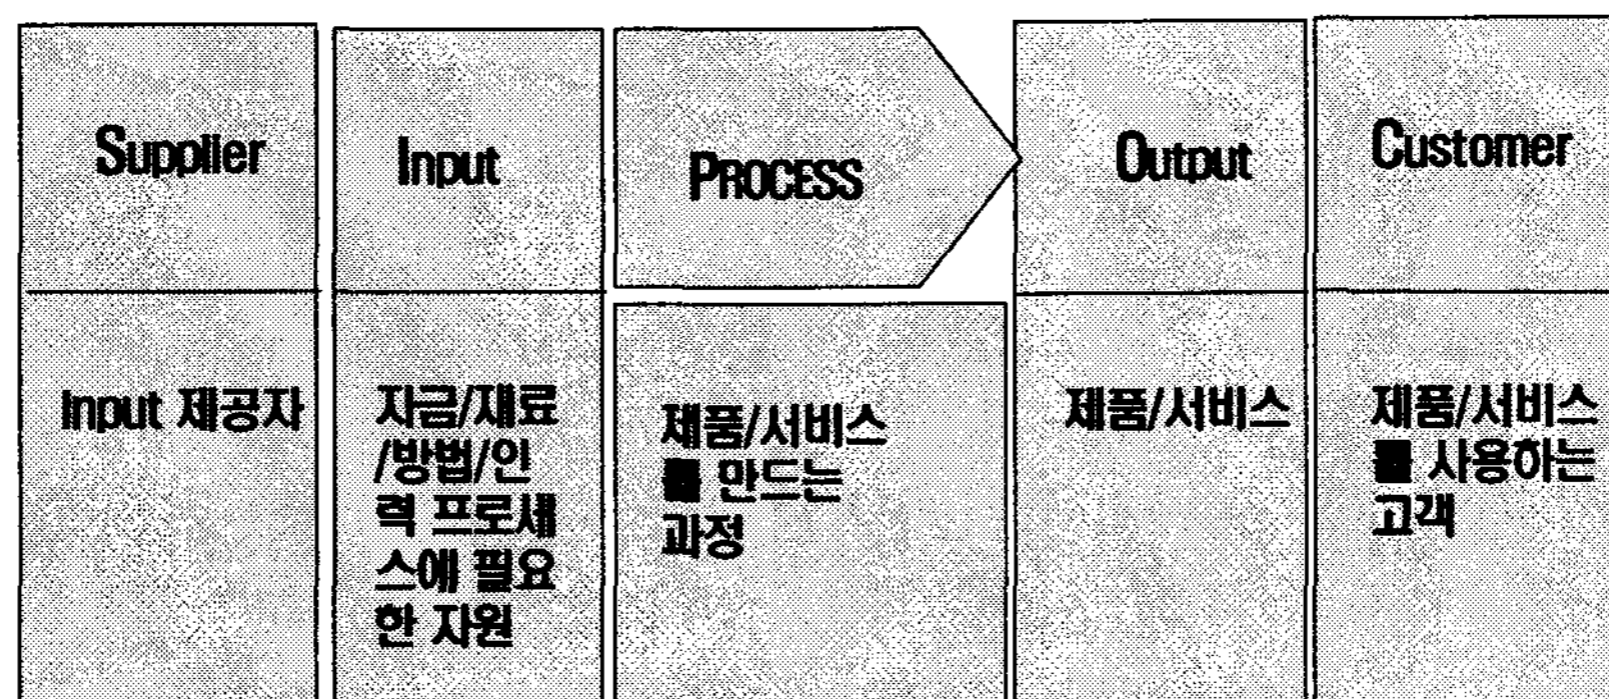 Supplier
Input
PROCESS
Output
Customer
Input 제공자
자금/재료
/방법/인
력 프로세
스에 필요
한 자원
제품/서비스
를 만드는
과정
제품/서비스
제품/서비스
를 사용하는
고객